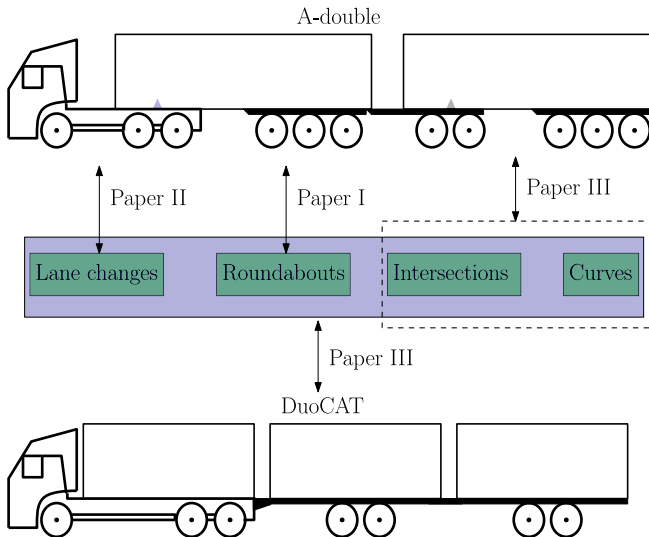 A-double
Paper II
Paper I
Paper III
Lane changes
Roundabouts
Intersections
Curves
Paper III
DuoCAT